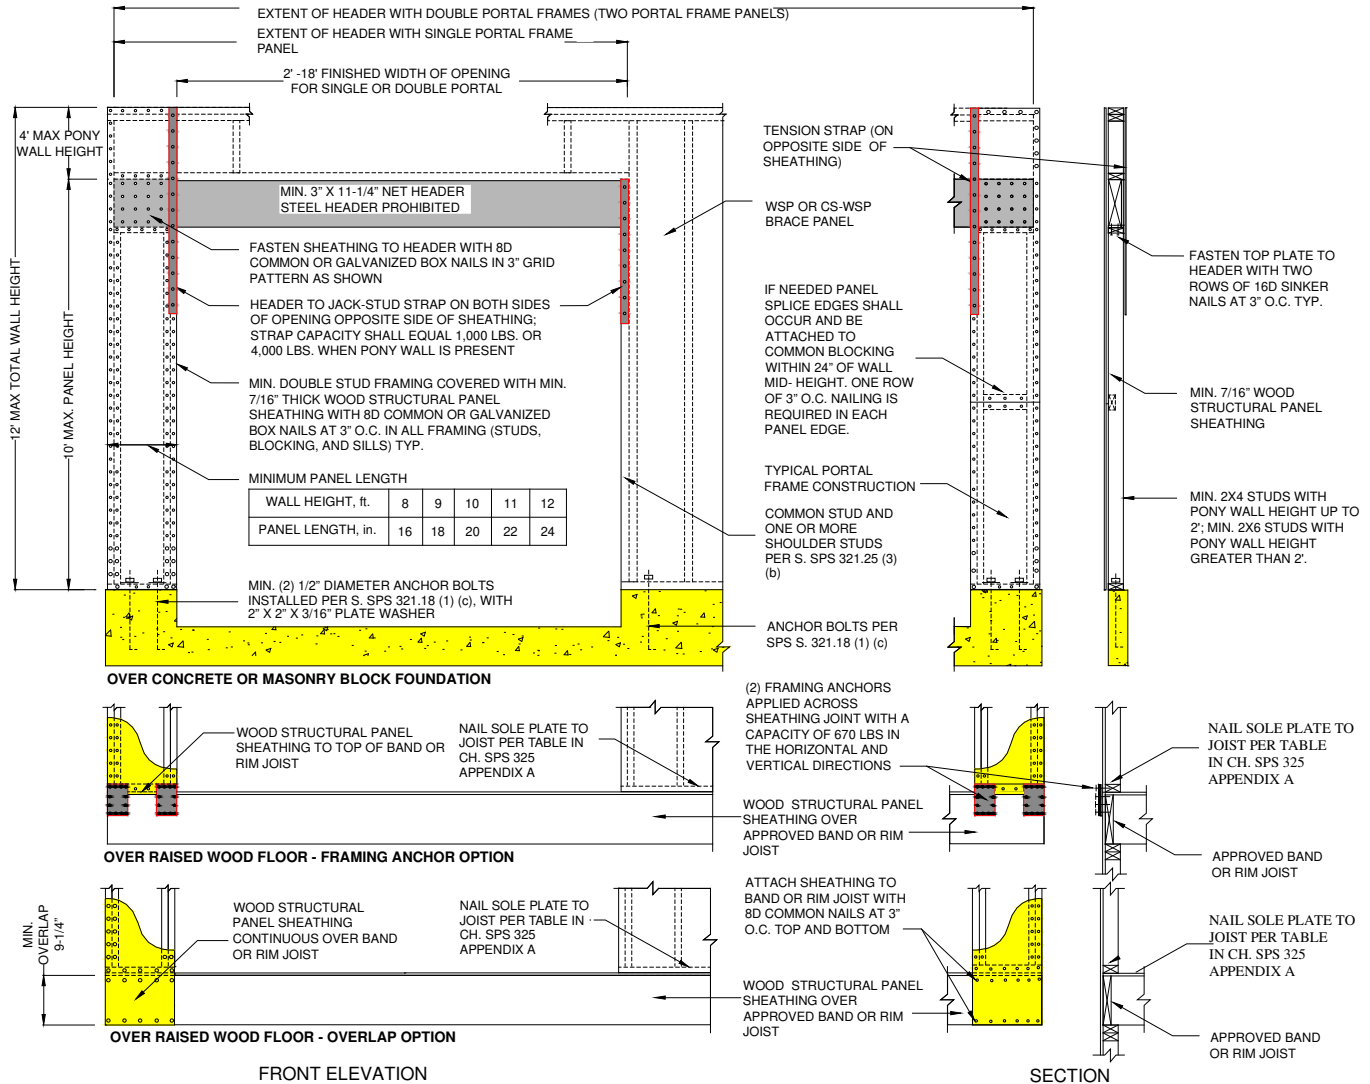 EXTENT OF HEADER WITH DOUBLE PORTAL FRAMES (TWO PORTAL FRAME PANELS)
EXTENT OF HEADER WITH SINGLE PORTAL FRAME
PANEL
2' -18' FINISHED WIDTH OF OPENING
FOR SINGLE OR DOUBLE PORTAL
4' MAX PONY
WALL HEIGHT
12' MAX TOTAL WALL HEIGHT
10' MAX. PANEL HEIGHT
MIN. 3" X 11-1/4" NET HEADER
STEEL HEADER PROHIBITED
FASTEN SHEATHING TO HEADER WITH 8D
COMMON OR GALVANIZED BOX NAILS IN 3" GRID
PATTERN AS SHOWN
HEADER TO JACK-STUD STRAP ON BOTH SIDES
OF OPENING OPPOSITE SIDE OF SHEATHING;
STRAP CAPACITY SHALL EQUAL 1,000 LBS. OR
4,000 LBS. WHEN PONY WALL IS PRESENT
MIN. DOUBLE STUD FRAMING COVERED WITH MIN.
7/16" THICK WOOD STRUCTURAL PANEL
SHEATHING WITH 8D COMMON OR GALVANIZED
BOX NAILS AT 3" O.C. IN ALL FRAMING (STUDS,
BLOCKING, AND SILLS) TYP.
MINIMUM PANEL LENGTH
WALL HEIGHT, ft. 8 9 10 11 12
PANEL LENGTH, in. 16 18 20 22 24
MIN. (2) 1/2" DIAMETER ANCHOR BOLTS
INSTALLED PER S. SPS 321.18 (1) (c), WITH
2" X 2" X 3/16" PLATE WASHER
TENSION STRAP (ON
OPPOSITE SIDE OF
SHEATHING)
WSP OR CS-WSP
BRACE PANEL
IF NEEDED PANEL
SPLICE EDGES SHALL
OCCUR AND BE
ATTACHED TO
COMMON BLOCKING
WITHIN 24" OF WALL
MID- HEIGHT. ONE ROW
OF 3" O.C. NAILING IS
REQUIRED IN EACH
PANEL EDGE.
TYPICAL PORTAL
FRAME CONSTRUCTION
COMMON STUD AND
ONE OR MORE
SHOULDER STUDS
PER S. SPS 321.25 (3)
(b)
ANCHOR BOLTS PER
SPS S. 321.18 (1) (c)
FASTEN TOP PLATE TO
HEADER WITH TWO
ROWS OF 16D SINKER
NAILS AT 3" O.C. TYP.
MIN. 7/16" WOOD
STRUCTURAL PANEL
SHEATHING
MIN. 2X4 STUDS WITH
PONY WALL HEIGHT UP TO
2'; MIN. 2X6 STUDS WITH
PONY WALL HEIGHT
GREATER THAN 2'.
OVER CONCRETE OR MASONRY BLOCK FOUNDATION
WOOD STRUCTURAL PANEL
SHEATHING TO TOP OF BAND OR
RIM JOIST
NAIL SOLE PLATE TO
JOIST PER TABLE IN
CH. SPS 325
APPENDIX A
(2) FRAMING ANCHORS
APPLIED ACROSS
SHEATHING JOINT WITH A
CAPACITY OF 670 LBS IN
THE HORIZONTAL AND
VERTICAL DIRECTIONS
WOOD STRUCTURAL PANEL
SHEATHING OVER
APPROVED BAND OR RIM
JOIST
NAIL SOLE PLATE TO
JOIST PER TABLE
IN CH. SPS 325
APPENDIX A
APPROVED BAND
OR RIM JOIST
OVER RAISED WOOD FLOOR - FRAMING ANCHOR OPTION
MIN.
OVERLAP
9-1/4"
WOOD STRUCTURAL
PANEL SHEATHING
CONTINUOUS OVER BAND
OR RIM JOIST
NAIL SOLE PLATE TO
JOIST PER TABLE IN
CH. SPS 325
APPENDIX A
ATTACH SHEATHING TO
BAND OR RIM JOIST WITH
8D COMMON NAILS AT 3"
O.C. TOP AND BOTTOM
WOOD STRUCTURAL PANEL
SHEATHING OVER
APPROVED BAND OR RIM
JOIST
NAIL SOLE PLATE TO
JOIST PER TABLE
IN CH. SPS 325
APPENDIX A
APPROVED BAND
OR RIM JOIST
OVER RAISED WOOD FLOOR - OVERLAP OPTION
FRONT ELEVATION
SECTION